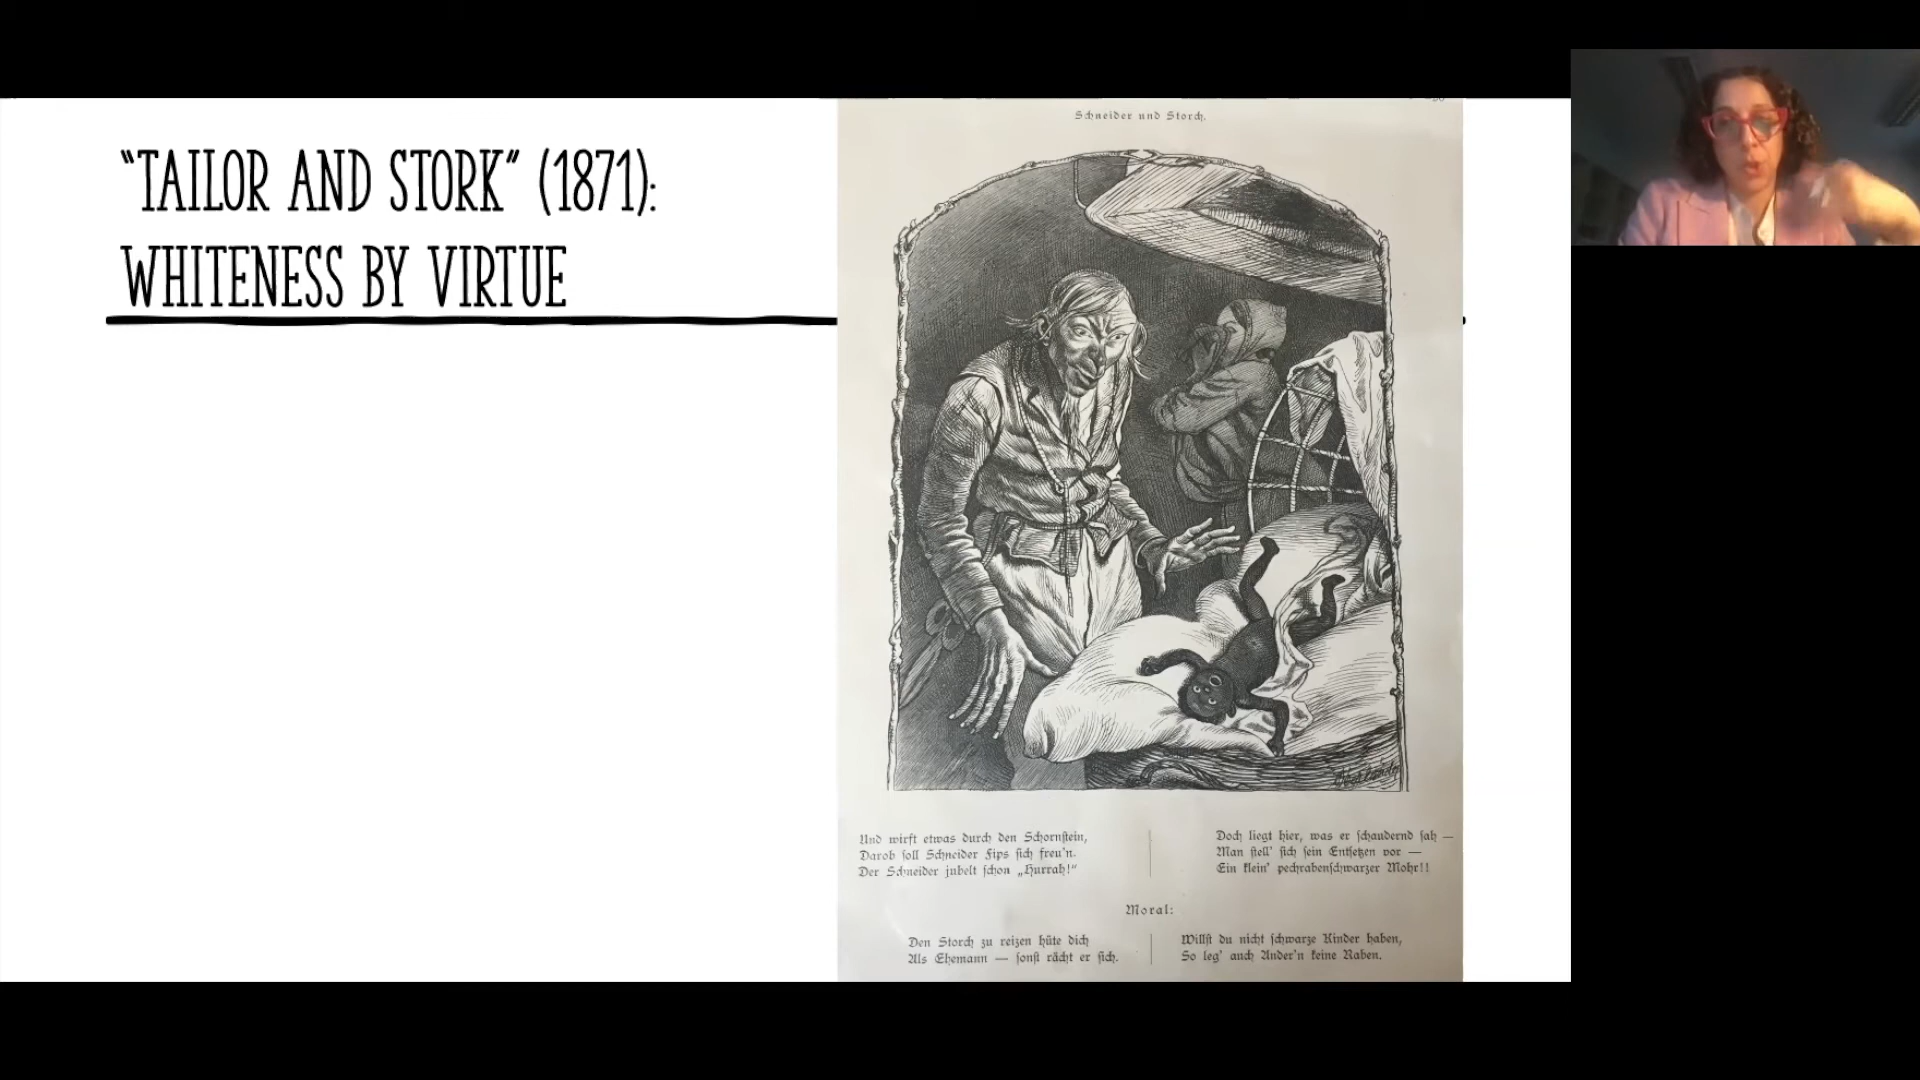 “TAILOR AND STORK” (1871):
WHITENESS BY VIRTUE
Schneider und Storch.
Und wirft etwas durch den Schornstein,
Darob soll Schneider Fips sich freu'n.
Der Schneider jubelt schon „Hurrah!“
Doch liegt hier, was er schaudernd sah —
Man stell' sich sein Entsetzen vor —
Ein klein' pechrabenschwarzer Mohr!!
Moral:
Den Storch zu reizen hüte dich
Als Ehemann — sonst rächt er sich.
Willst du nicht schwarze Kinder haben,
So leg' auch Ander'n keine Raben.